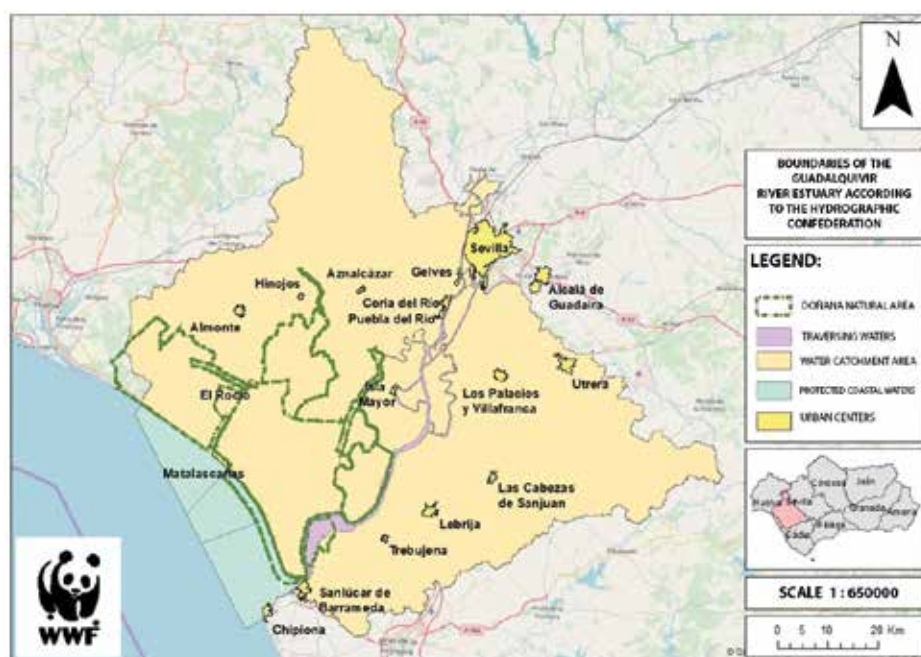 N
BOUNDARIES OF THE
GUADALQUIVIR
RIVER ESTUARY ACCORDING
TO THE HYDROGRAPHIC
CONFEDERATION
LEGEND:
DOÑANA NATURAL AREA
TRAVERSING WATERS
WATER CATCHMENT AREA
PROTECTED COASTAL WATERS
URBAN CENTERS
Sevilla
Gelves
Aznalcázar
Hinojos
Coria del Río
Puebla del Río
Alcalá de
Guadaira
Almonte
El Rocío
Isla
Mayor
Los Palacios
y Villafranca
Utrera
Matalascañas
Las Cabezas
de Sanjuan
Lebrija
Trebujena
Sanlúcar de
Barrameda
Chipiona
WWF
Huelva
Sevilla
Córdoba
Jaén
Granada
Almería
Málaga
Cádiz
SCALE 1 : 650000
0 5 10 20 Km